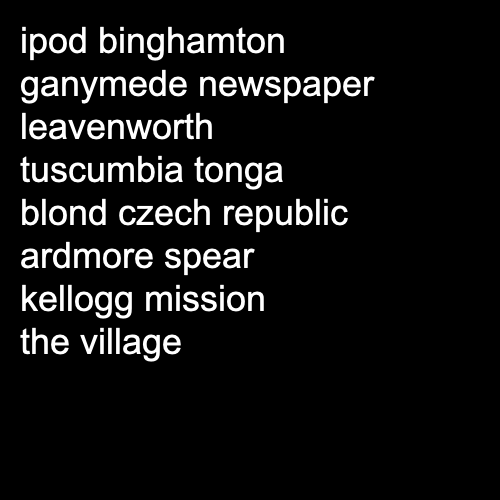 ipod binghamton
ganymede newspaper
leavenworth
tuscumbia tonga
blond czech republic
ardmore spear
kellogg mission
the village